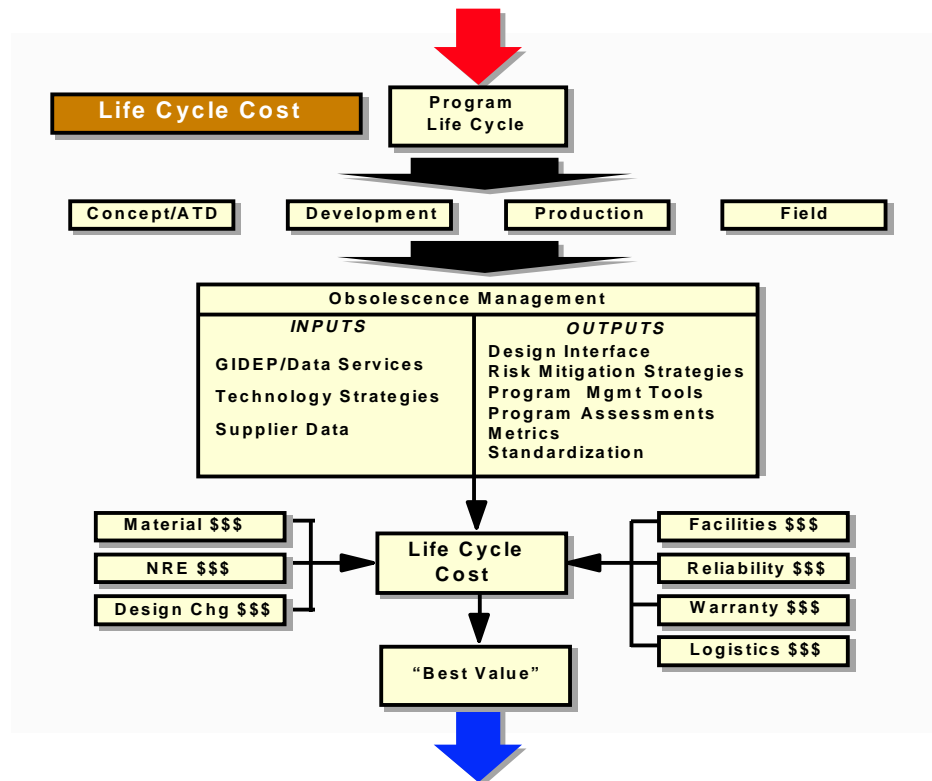 Life Cycle Cost
Program
Life Cycle
Concept/ATD
Development
Production
Field
Obsolescence Management
INPUTS
GIDEP/Data Services
Technology Strategies
Supplier Data
OUTPUTS
Design Interface
Risk Mitigation Strategies
Program Mgmt Tools
Program Assessments
Metrics
Standardization
Material $$$
NRE $$$
Design Chg $$$
Life Cycle
Cost
Facilities $$$
Reliability $$$
Warranty $$$
Logistics $$$
“Best Value”